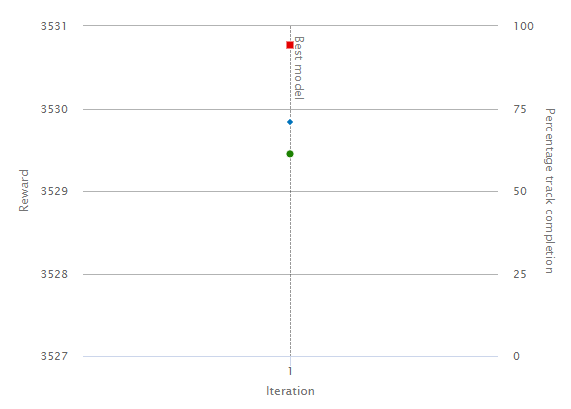 3531
100
Best model
3530
75
Reward
3529
50
Percentage track completion
3528
25
3527
0
1
Iteration